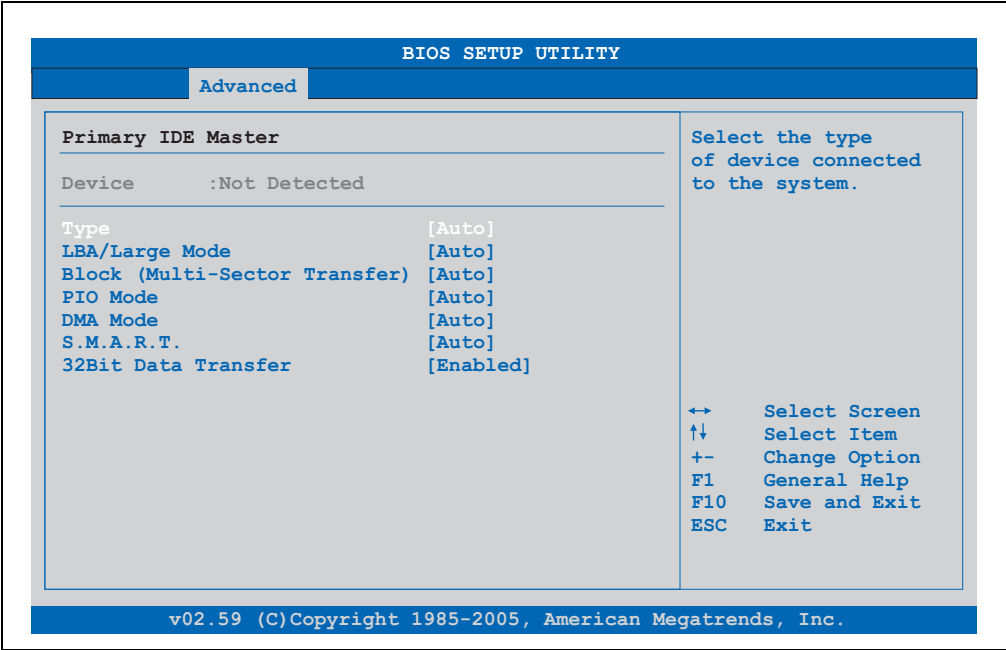 BIOS SETUP UTILITY
Advanced
Primary IDE Master
Device :Not Detected
Type [Auto]
LBA/Large Mode [Auto]
Block (Multi-Sector Transfer) [Auto]
PIO Mode [Auto]
DMA Mode [Auto]
S.M.A.R.T. [Auto]
32Bit Data Transfer [Enabled]
Select the type
of device connected
to the system.
↔ Select Screen
↑↓ Select Item
+- Change Option
F1 General Help
F10 Save and Exit
ESC Exit
v02.59 (C)Copyright 1985-2005, American Megatrends, Inc.